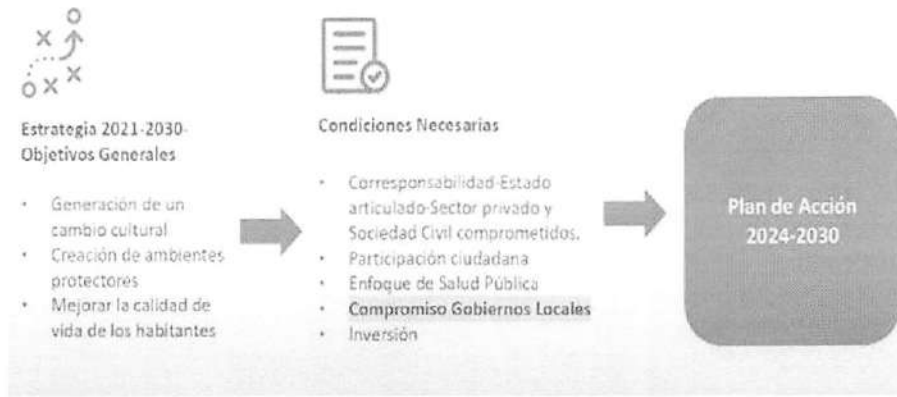 Estrategia 2021-2030-
Objetivos Generales
• Generación de un
cambio cultural
• Creación de ambientes
protectores
• Mejorar la calidad de
vida de los habitantes
Condiciones Necesarias
• Corresponsabilidad-Estado
articulado-Sector privado y
Sociedad Civil comprometidos.
• Participación ciudadana
• Enfoque de Salud Pública
• Compromiso Gobiernos Locales
• Inversión
Plan de Acción
2024-2030